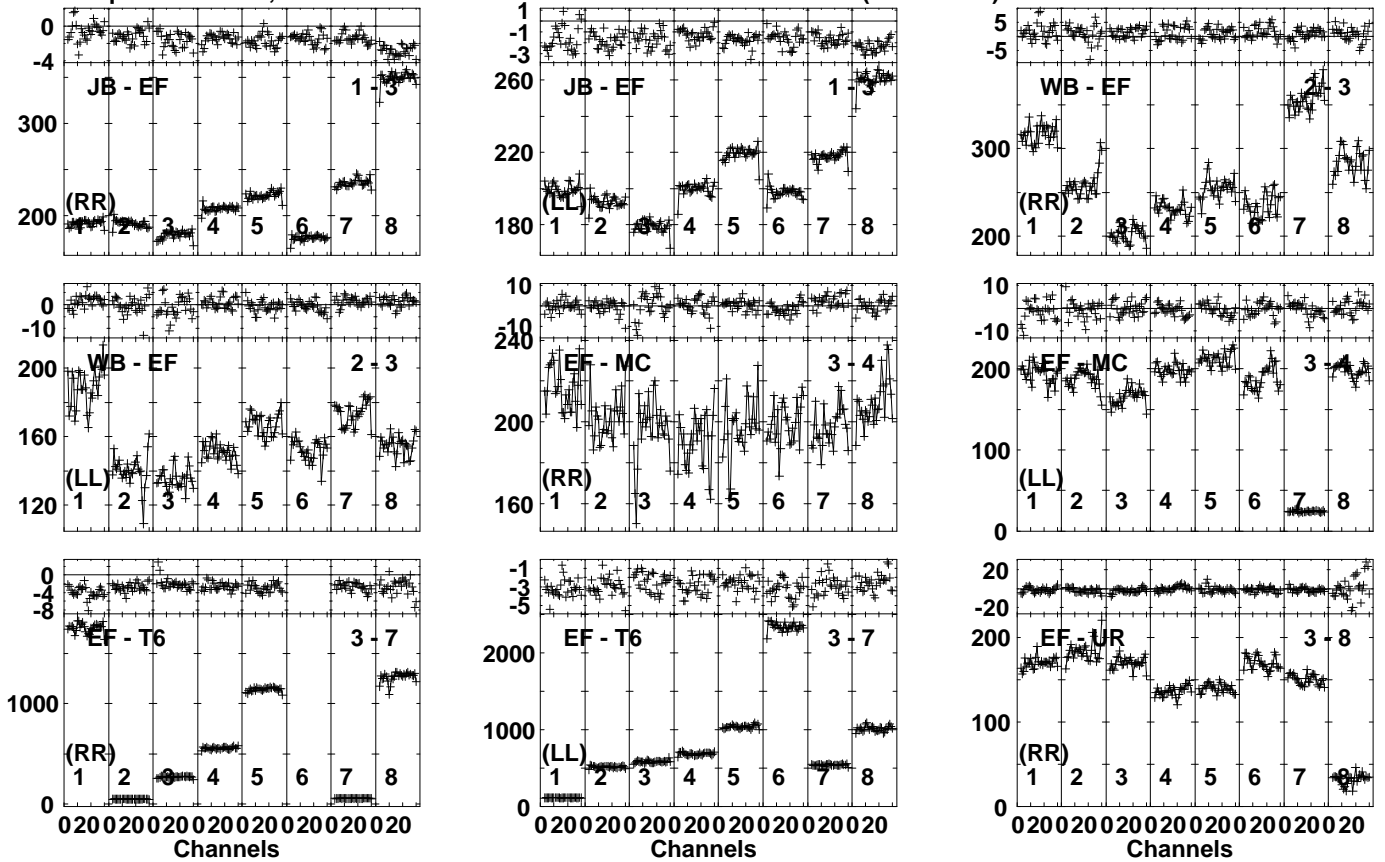 0 -4 JB - EF 1 - 3 300 200 (RR) 1 2 3 4 5 6 7 8
1 -1 -3 260 JB - EF 1 - 3 220 180 (LL) 1 2 3 4 5 6 7 8
5 -5 WB - EF 2 - 3 300 200 (RR) 1 2 3 4 5 6 7 8
0 -10 200 WB - EF 2 - 3 160 120 (LL) 1 2 3 4 5 6 7 8
10 0 -10 240 EF - MC 3 - 4 200 160 (RR) 1 2 3 4 5 6 7 8
10 0 -10 200 EF - MC 3 - 4 100 0 (LL) 1 2 3 4 5 6 7 8
0 -4 -8 EF - T6 3 - 7 1000 0 (RR) 1 2 3 4 5 6 7 8
-1 -3 -5 2000 EF - T6 3 - 7 1000 0 (LL) 1 2 3 4 5 6 7 8
20 0 -20 200 EF - UR 3 - 8 100 0 (RR) 1 2 3 4 5 6 7 8
0 20 0 20 0 20 0 20 0 20 0 20 0 20 0 20
0 20 0 20 0 20 0 20 0 20 0 20 0 20 0 20
0 20 0 20 0 20 0 20 0 20 0 20 0 20 0 20
Channels
Channels
Channels